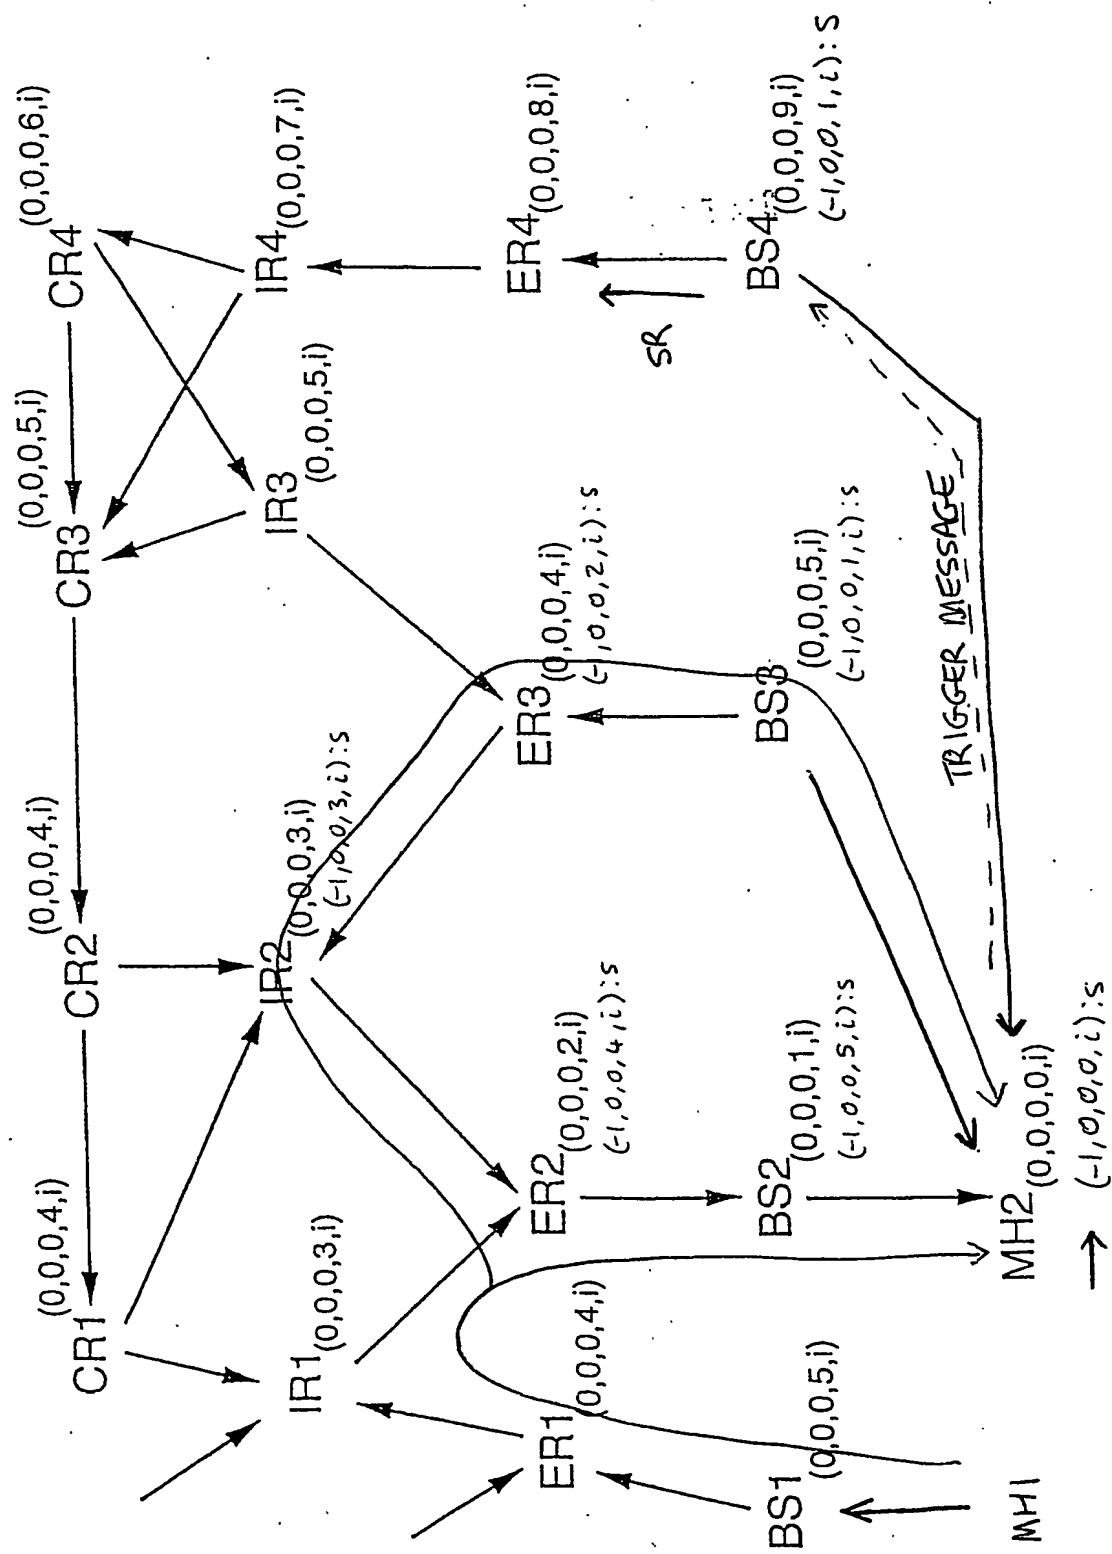 CR1 (0,0,0,4,i)
CR2 (0,0,0,4,i)
CR3 (0,0,0,5,i)
CR4 (0,0,0,6,i)
IR1 (0,0,0,3,i)
IR2 (0,0,0,3,i)
(-1,0,0,3,i):s
IR3 (0,0,0,5,i)
IR4 (0,0,0,7,i)
ER1 (0,0,0,4,i)
ER2 (0,0,0,2,i)
(-1,0,0,4,i):s
ER3 (0,0,0,4,i)
(-1,0,0,2,i):s
ER4 (0,0,0,8,i)
SR
BS1 (0,0,0,5,i)
BS2 (0,0,0,1,i)
(-1,0,0,5,i):s
BS3 (0,0,0,5,i)
(-1,0,0,1,i):s
BS4 (0,0,0,9,i)
(-1,0,0,1,i):s
TRIGGER MESSAGE
MH1
MH2 (0,0,0,0,i)
(-1,0,0,0,i):s